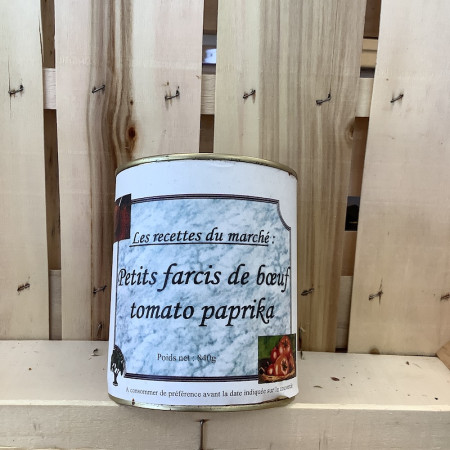 Les recettes du marché :
Petits farcis de bœuf
tomato paprika
Poids net : 840g
A consommer de préférence avant la date indiquée sur le couvercle